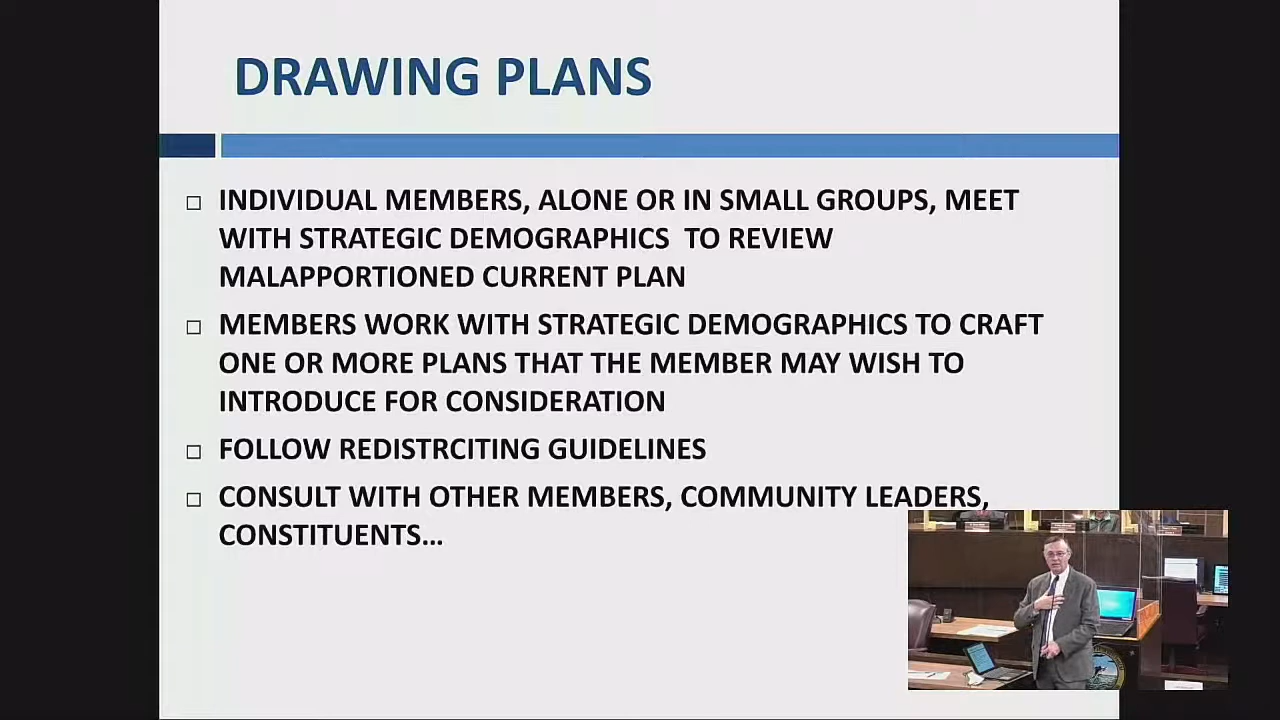 DRAWING PLANS
□ INDIVIDUAL MEMBERS, ALONE OR IN SMALL GROUPS, MEET
WITH STRATEGIC DEMOGRAPHICS TO REVIEW
MALAPPORTIONED CURRENT PLAN
□ MEMBERS WORK WITH STRATEGIC DEMOGRAPHICS TO CRAFT
ONE OR MORE PLANS THAT THE MEMBER MAY WISH TO
INTRODUCE FOR CONSIDERATION
□ FOLLOW REDISTRCITING GUIDELINES
□ CONSULT WITH OTHER MEMBERS, COMMUNITY LEADERS,
CONSTITUENTS…